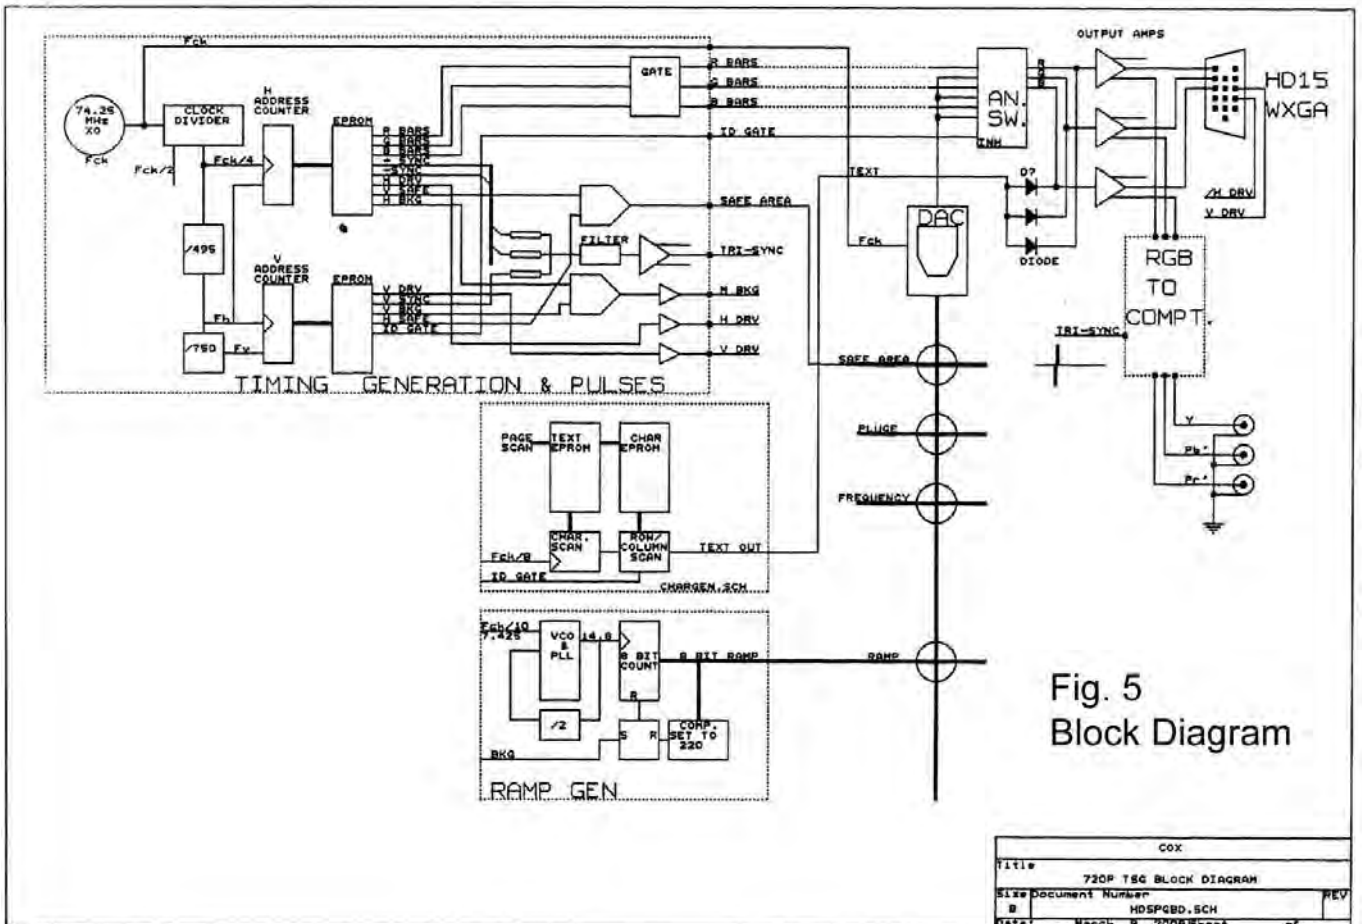 Fck
74.25
MHz
XO
Fck
CLOCK
DIVIDER
Fck/2
H
ADDRESS
COUNTER
Fck/4
EPROM
R BARS
G BARS
B BARS
+ SYNC
-SYNC
H DRV
V SAFE
H BKG
/495
V
ADDRESS
COUNTER
Fh
/750
Fv
EPROM
V DRV
V SYNC
V BKG
H SAFE
ID GATE
FILTER
GATE
R BARS
G BARS
B BARS
ID GATE
SAFE AREA
TRI-SYNC
M BKG
H DRV
V DRV
TIMING GENERATION & PULSES
TEXT
AN.
SW.
INH
DAC
Fck
D?
DIODE
OUTPUT AMPS
HD15
WXGA
/H DRV
V DRV
RGB
TO
COMPT.
TRI-SYNC
Y
Pb'
Pr'
SAFE AREA
PLUGE
FREQUENCY
RAMP
PAGE
SCAN
TEXT
EPROM
CHAR
EPROM
CHAR.
SCAN
ROW/
COLUMN
SCAN
TEXT OUT
Fck/8
ID GATE
CHARGEN.SCH
Fck/10
7.425
VCO
&
PLL
14.8
8 BIT
COUNT
R
8 BIT RAMP
/2
S R
COMP.
SET TO
220
BKG
RAMP GEN
Fig. 5
Block Diagram
COX
Title
720P TSG BLOCK DIAGRAM
Size Document Number REV
B HDSPGBD.SCH